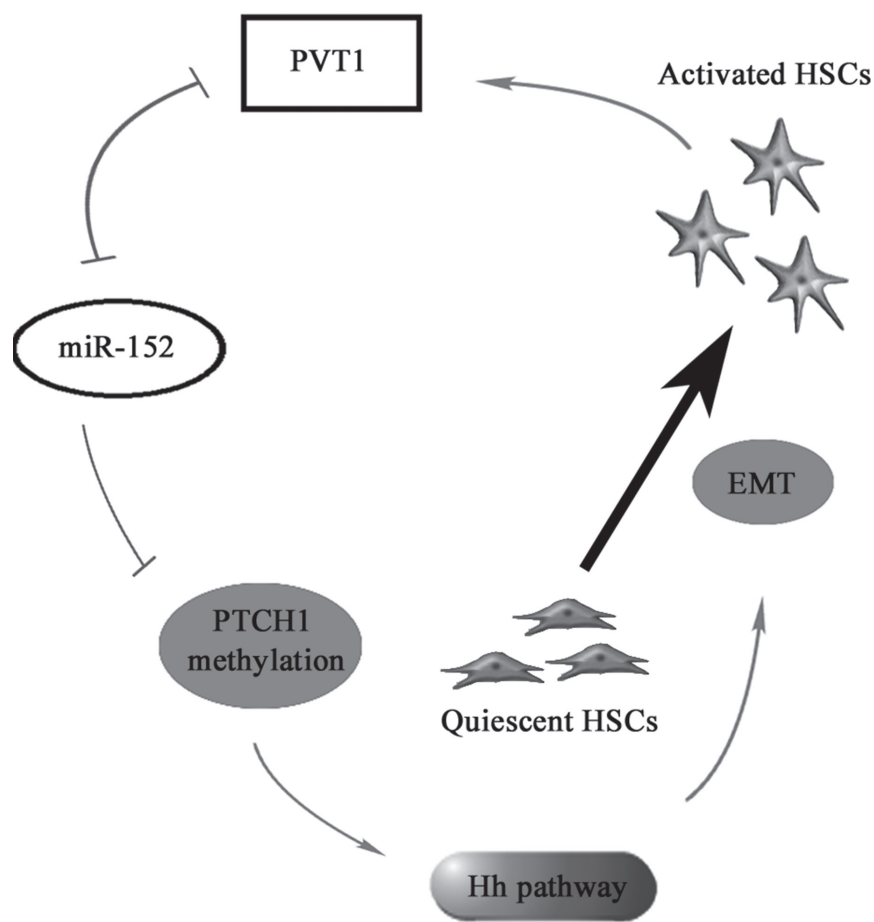 PVT1
Activated HSCs
miR-152
EMT
PTCH1
methylation
Quiescent HSCs
Hh pathway